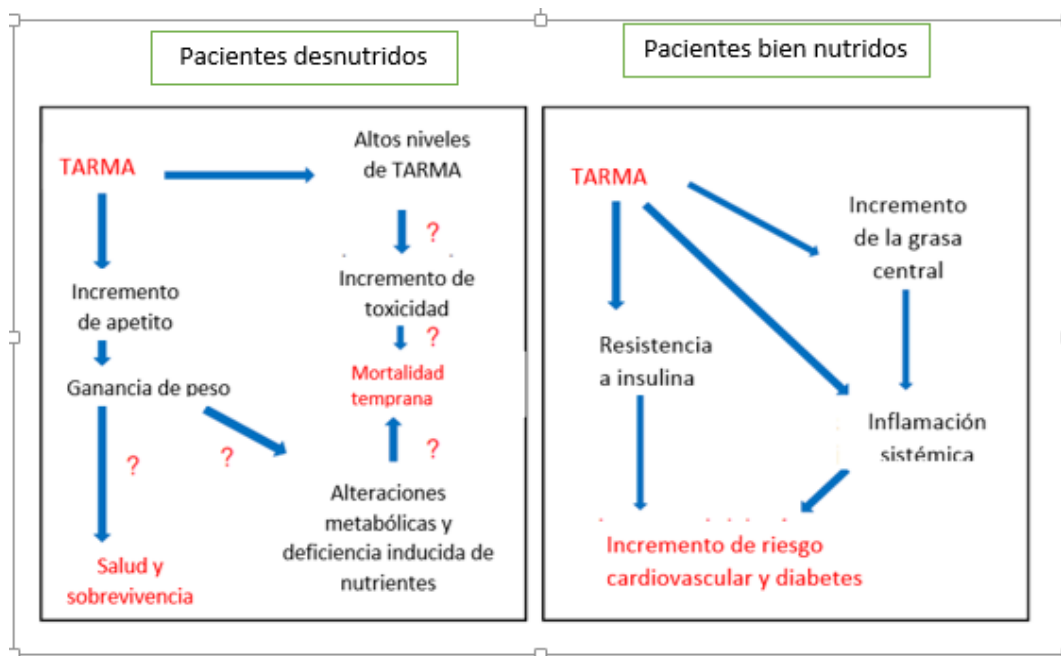 Pacientes desnutridos
TARMA
Altos niveles
de TARMA
?
Incremento
de apetito
Incremento de
toxicidad
?
Ganancia de peso
Mortalidad
temprana
?
?
?
Alteraciones
metabólicas y
deficiencia inducida de
nutrientes
Salud y
sobrevivencia
Pacientes bien nutridos
TARMA
Incremento
de la grasa
central
Resistencia
a insulina
Inflamación
sistémica
Incremento de riesgo
cardiovascular y diabetes